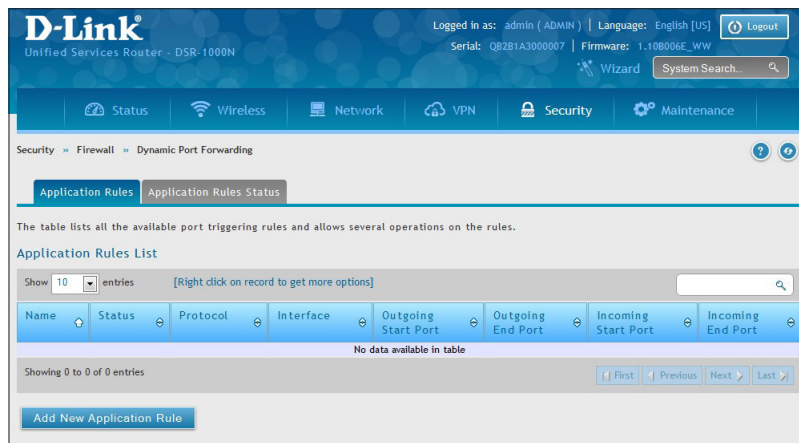 D-Link®
Unified Services Router - DSR-1000N
Logged in as: admin ( ADMIN ) | Language: English [US]
Logout
Serial: QB2B1A3000007 | Firmware: 1.10B006E_WW
Wizard
System Search...
Status
Wireless
Network
VPN
Security
Maintenance
Security » Firewall » Dynamic Port Forwarding
?
Application Rules
Application Rules Status
The table lists all the available port triggering rules and allows several operations on the rules.
Application Rules List
Show 10 entries
[Right click on record to get more options]
Name
Status
Protocol
Interface
Outgoing
Start Port
Outgoing
End Port
Incoming
Start Port
Incoming
End Port
No data available in table
Showing 0 to 0 of 0 entries
First
Previous
Next
Last
Add New Application Rule